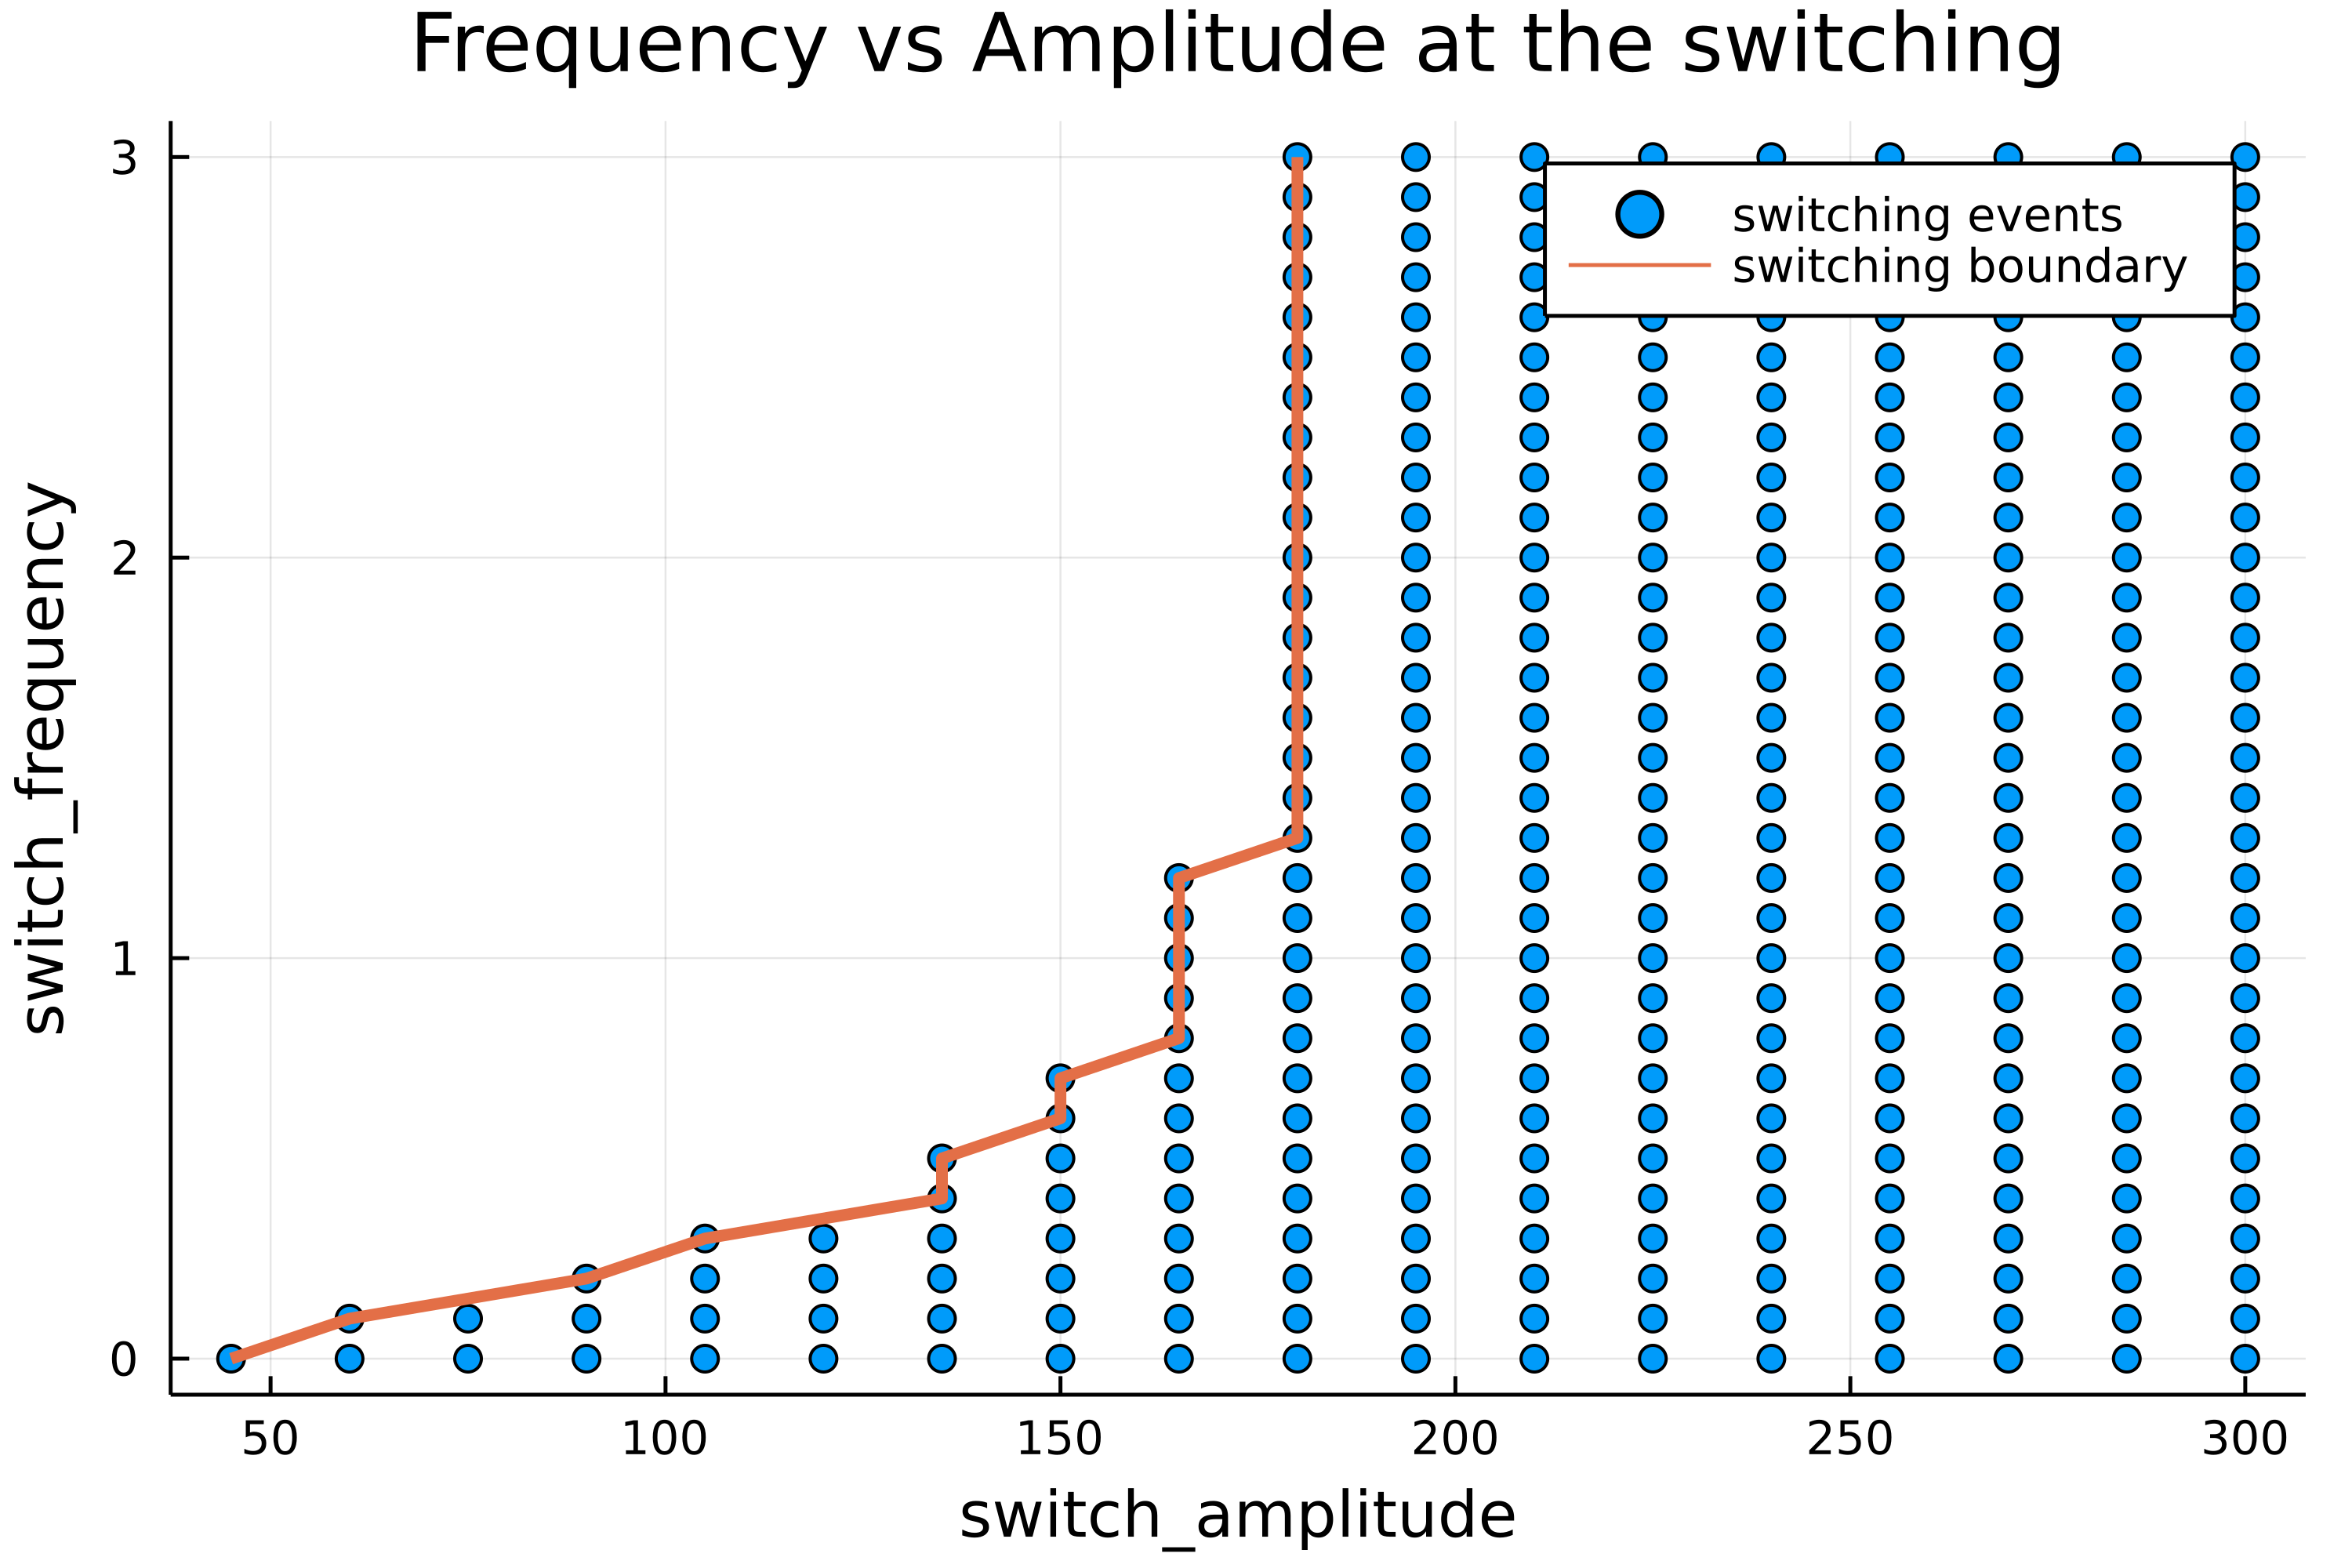 Frequency vs Amplitude at the switching
switching events
switching boundary
switch_frequency
3
2
1
0
50 100 150 200 250 300
switch_amplitude